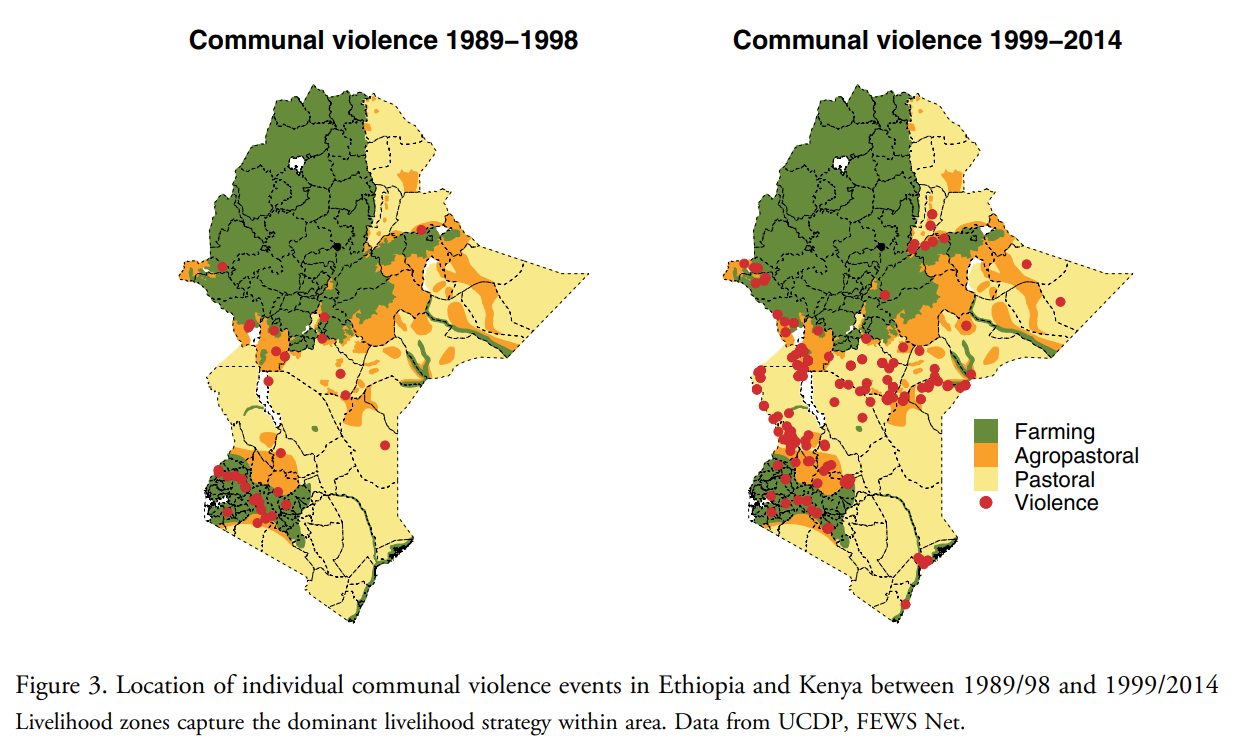 Communal violence 1989–1998
Communal violence 1999–2014
Farming
Agropastoral
Pastoral
Violence
Figure 3. Location of individual communal violence events in Ethiopia and Kenya between 1989/98 and 1999/2014
Livelihood zones capture the dominant livelihood strategy within area. Data from UCDP, FEWS Net.